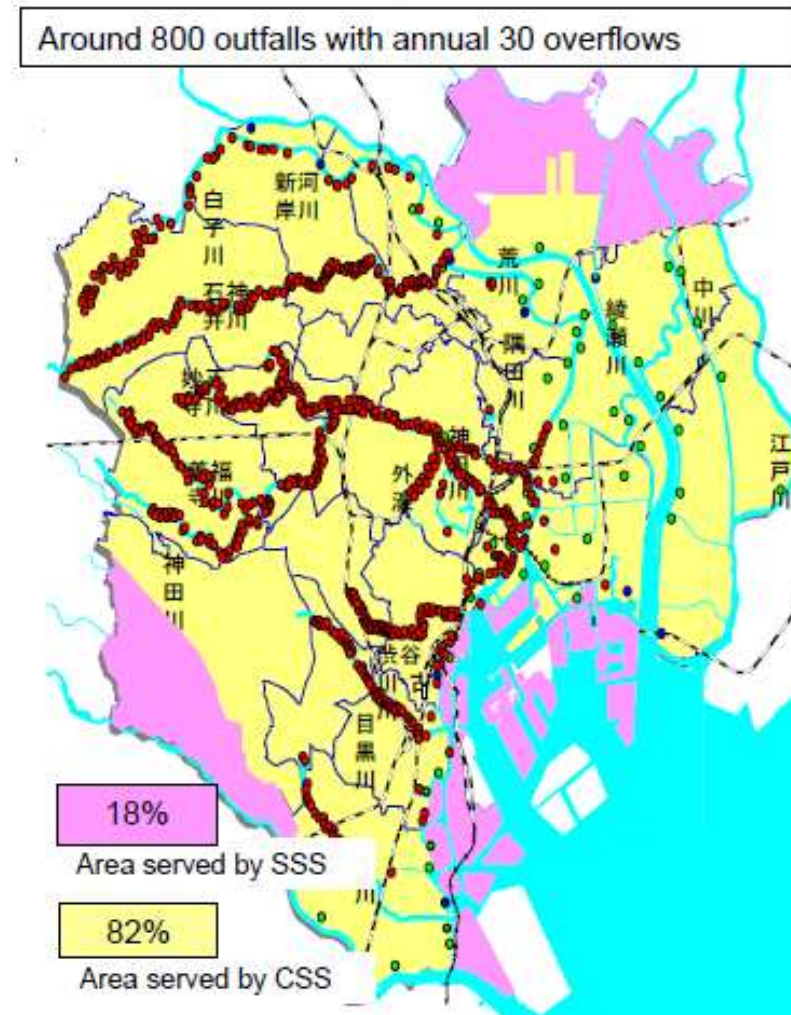 Around 800 outfalls with annual 30 overflows
新河岸川
白子川
石神井川
荒川
中川
綾瀬川
隅田川
江戸川
神田川
善福寺川
外
神田川
渋谷川
古
目黒川
川
18%
Area served by SSS
82%
Area served by CSS